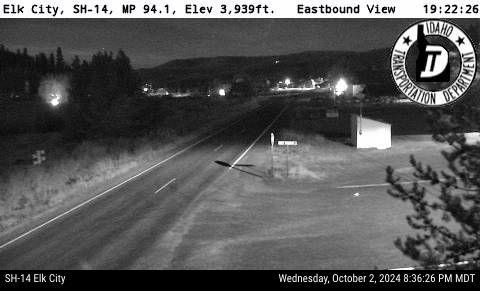 Elk City, SH-14, MP 94.1, Elev 3,939ft. Eastbound View 19:22:26
IDAHO
TRANSPORTATION DEPARTMENT
SH-14 Elk City Wednesday, October 2, 2024 8:36:26 PM MDT